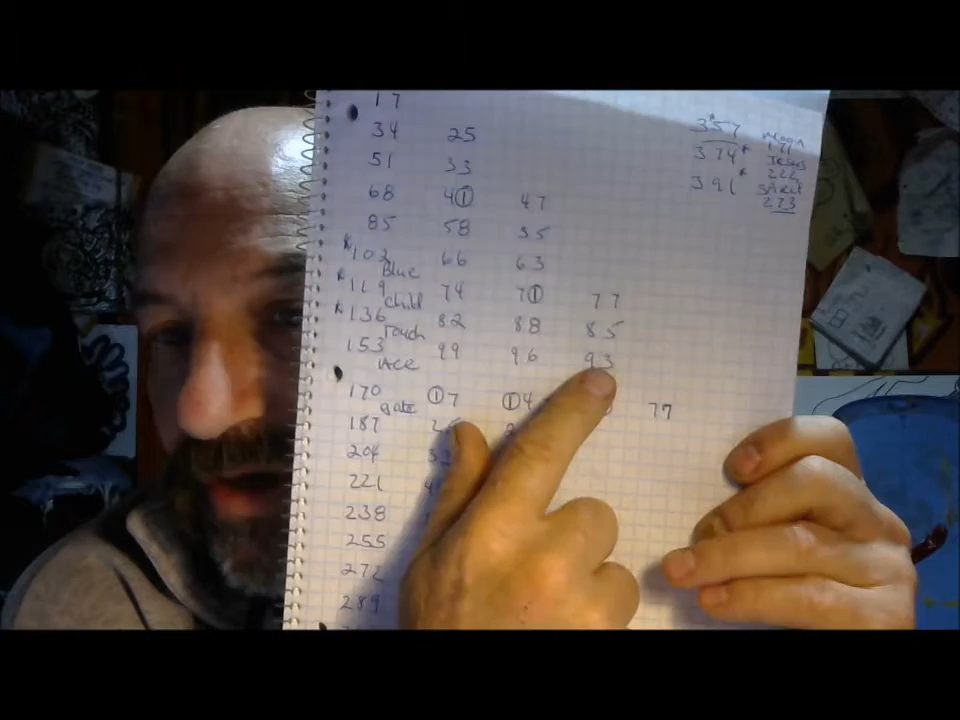 17
34 25
51 33
68 41 47
85 58 55
*102 66 63
Blue
*119 74 71 77
Child
*136 82 88 85
Touch
153 99 96 93
Ace
170 17 14 77
gate
187
204
221
238
255
272
289
357
374*
391*
Moon
171
Jesus
222
Spirit
273